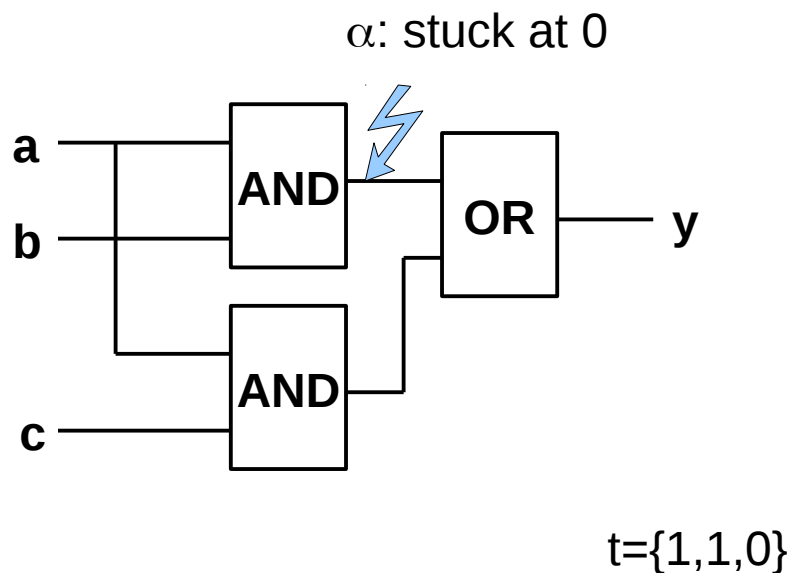 α: stuck at 0
a
AND
OR
b
y
AND
c
t={1,1,0}